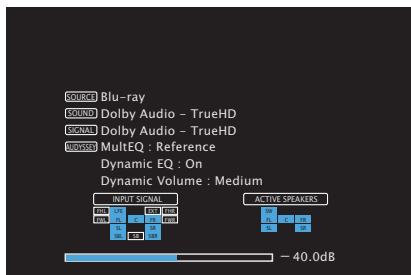 SOURCE Blu-ray
SOUND Dolby Audio – TrueHD
SIGNAL Dolby Audio – TrueHD
AUDYSSEY MultEQ : Reference
Dynamic EQ : On
Dynamic Volume : Medium
INPUT SIGNAL ACTIVE SPEAKERS
FHL LFE EXT FHR SW
FWL FL C FR FWR FL C FR
SL SR SL SR
SBL SB SBR
– 40.0dB